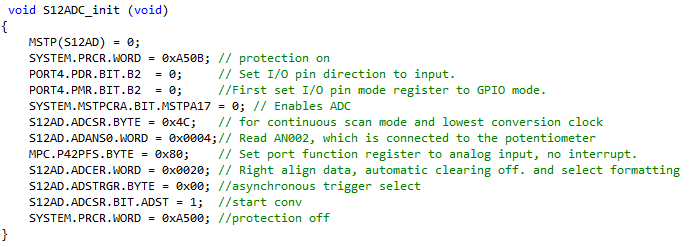 void S12ADC_init (void)
{
MSTP(S12AD) = 0;
SYSTEM.PRCR.WORD = 0xA50B; // protection on
PORT4.PDR.BIT.B2 = 0; // Set I/O pin direction to input.
PORT4.PMR.BIT.B2 = 0; //First set I/O pin mode register to GPIO mode.
SYSTEM.MSTPCRA.BIT.MSTPA17 = 0; // Enables ADC
S12AD.ADCSR.BYTE = 0x4C; // for continuous scan mode and lowest conversion clock
S12AD.ADANS0.WORD = 0x0004;// Read AN002, which is connected to the potentiometer
MPC.P42PFS.BYTE = 0x80; // Set port function register to analog input, no interrupt.
S12AD.ADCER.WORD = 0x0020; // Right align data, automatic clearing off. and select formatting
S12AD.ADSTRGR.BYTE = 0x00; //asynchronous trigger select
S12AD.ADCSR.BIT.ADST = 1; //start conv
SYSTEM.PRCR.WORD = 0xA500; //protection off
}